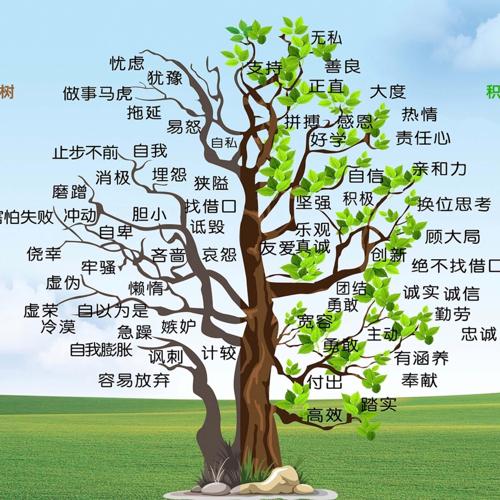 树
忧虑
犹豫
做事马虎
拖延
易怒
自私
止步不前
自我
消极
埋怨
狭隘
磨蹭
找借口
害怕失败
冲动
胆小
诋毁
自卑
侥幸
吝啬
哀怨
牢骚
虚伪
懒惰
虚荣
自以为是
冷漠
急躁
嫉妒
自我膨胀
讽刺
计较
容易放弃
积
无私
支持
善良
正直
大度
热情
拼搏
感恩
好学
责任心
亲和力
自信
坚强
积极
换位思考
乐观
顾大局
友爱
真诚
创新
绝不找借口
团结
诚实
诚信
勇敢
勤劳
宽容
主动
忠诚
勇敢
有涵养
付出
奉献
踏实
高效